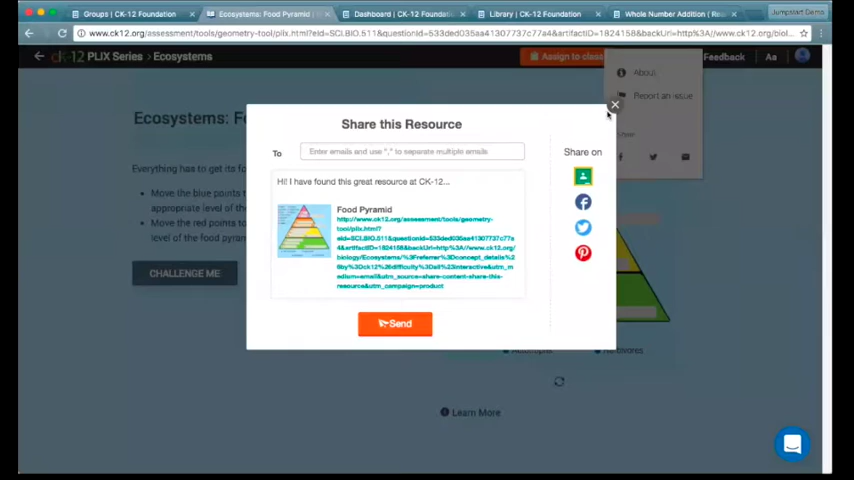 Groups | CK-12 Foundation
Ecosystems: Food Pyramid |
Dashboard | CK-12 Foundation
Library | CK-12 Foundation
Whole Number Addition ( Re
Jumpstart Demo
www.ck12.org/assessment/tools/geometry-tool/plix.html?eId=SCI.BIO.511&questionId=533ded035aa41307737c77a4&artifactID=1824158&backUrl=http%3A//www.ck12.org/biol...
ck-12 PLIX Series > Ecosystems
Assign to class
Feedback
Aa
About
Report an issue
Share this Resource
Ecosystems: F
To
Enter emails and use "," to separate multiple emails
Share on
Everything has to get its fo
Hi! I have found this great resource at CK-12...
Move the blue points t
appropriate level of the
Move the red points to
level of the food pyram
Food Pyramid
http://www.ck12.org/assessment/tools/geometry-
tool/plix.html?
eId=SCI.BIO.511&questionId=533ded035aa41307737c77a
4&artifactID=1824158&backUrl=http%3A//www.ck12.org/
biology/Ecosystems/%3Freferrer%3Dconcept_details%2
6by%3Dck12%26difficulty%3Dall%23interactive&utm_m
edium=email&utm_source=share-content-share-this-
resource&utm_campaign=product
CHALLENGE ME
Send
Learn More